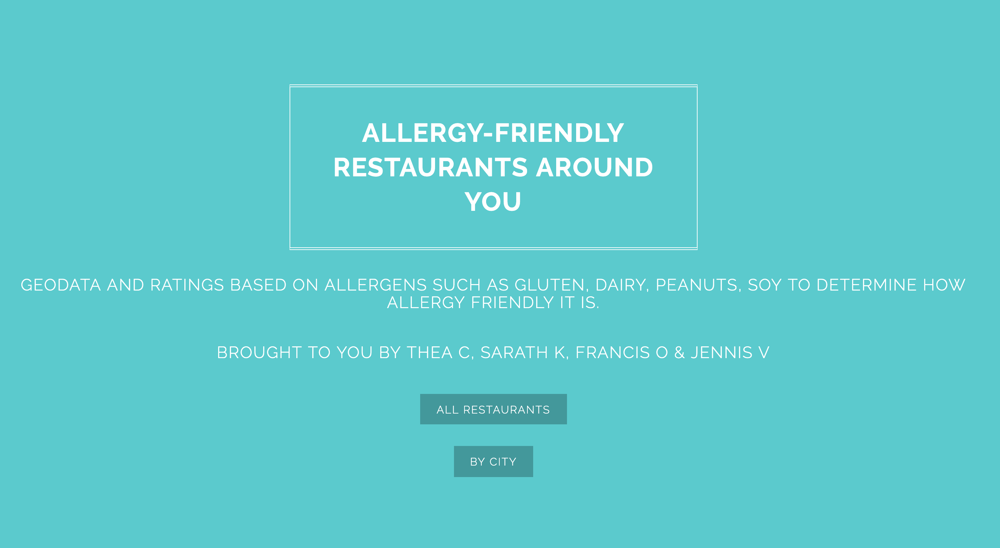 ALLERGY-FRIENDLY
RESTAURANTS AROUND
YOU
GEODATA AND RATINGS BASED ON ALLERGENS SUCH AS GLUTEN, DAIRY, PEANUTS, SOY TO DETERMINE HOW
ALLERGY FRIENDLY IT IS.
BROUGHT TO YOU BY THEA C, SARATH K, FRANCIS O & JENNIS V
ALL RESTAURANTS
BY CITY